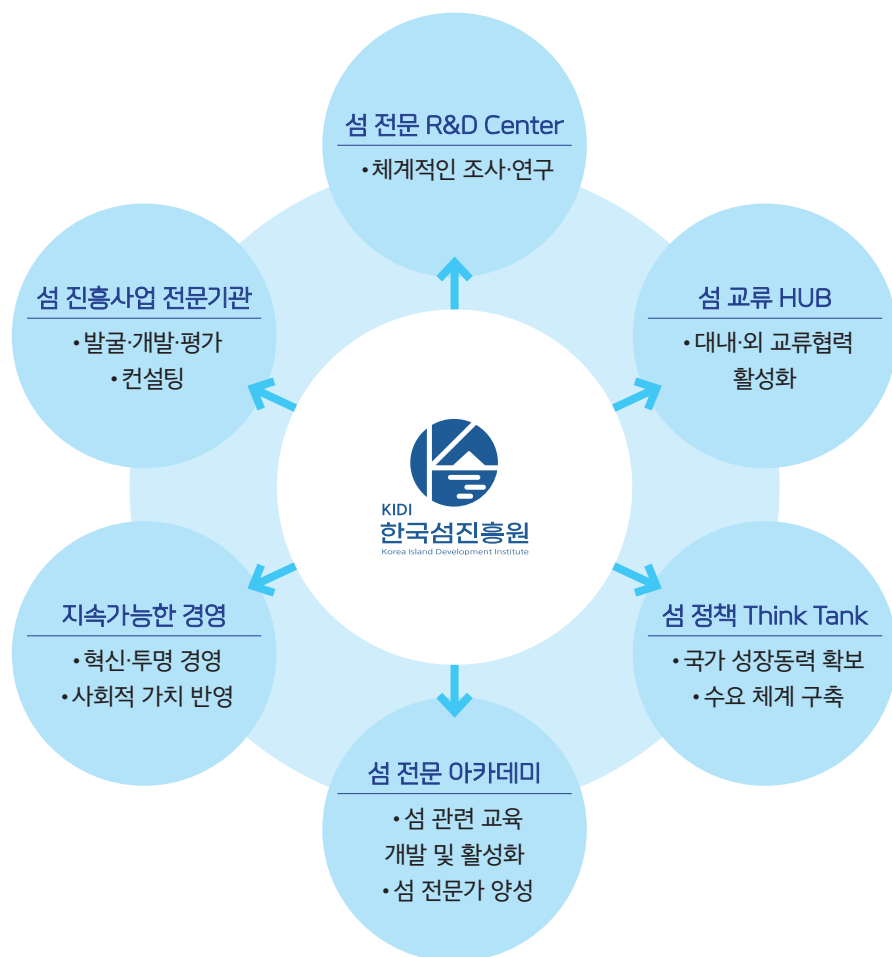 섬 전문 R&D Center
•체계적인 조사·연구
섬 진흥사업 전문기관
•발굴·개발·평가
•컨설팅
섬 교류 HUB
•대내·외 교류협력
활성화
KIDI
한국섬진흥원
Korea Island Development Institute
지속가능한 경영
•혁신·투명 경영
•사회적 가치 반영
섬 정책 Think Tank
•국가 성장동력 확보
•수요 체계 구축
섬 전문 아카데미
•섬 관련 교육
개발 및 활성화
•섬 전문가 양성